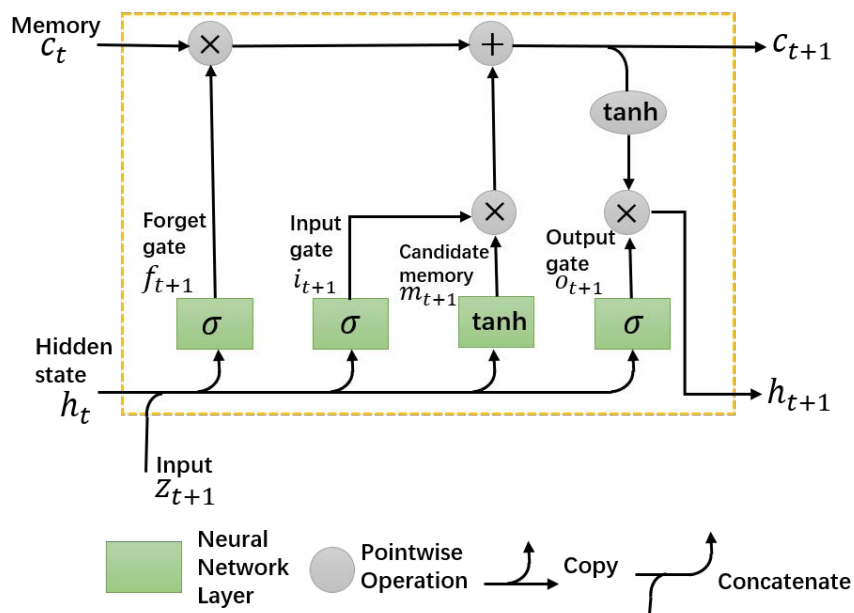 Memory
c_t
×
+
c_{t+1}
tanh
Forget
gate
f_{t+1}
Input
gate
i_{t+1}
×
Candidate
memory
m_{t+1}
Output
gate
o_{t+1}
×
σ
σ
tanh
σ
Hidden
state
h_t
h_{t+1}
Input
z_{t+1}
Neural
Network
Layer
Pointwise
Operation
Copy
Concatenate